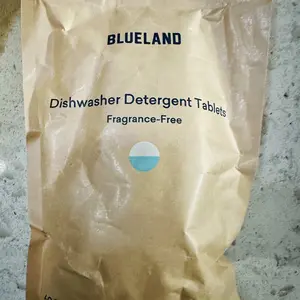 BLUELAND
Dishwasher Detergent Tablets
Fragrance-Free